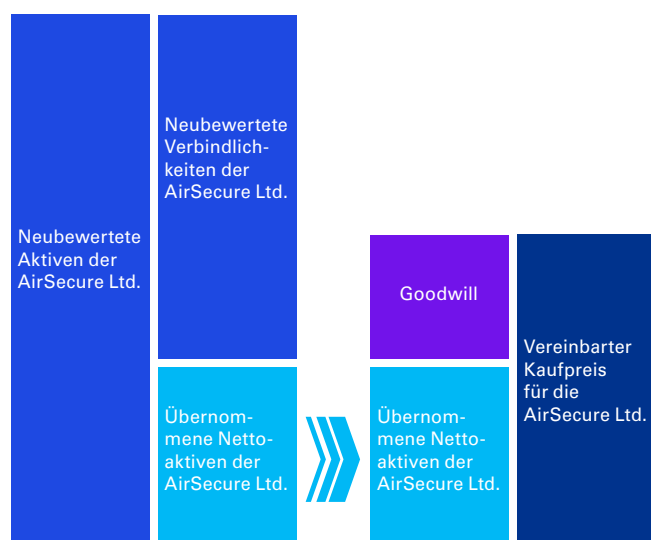 Neubewertete
Aktiven der
AirSecure Ltd.
Neubewertete
Verbindlich-
keiten der
AirSecure Ltd.
Übernom-
mene Netto-
aktiven der
AirSecure Ltd.
Goodwill
Übernom-
mene Netto-
aktiven der
AirSecure Ltd.
Vereinbarter
Kaufpreis
für die
AirSecure Ltd.